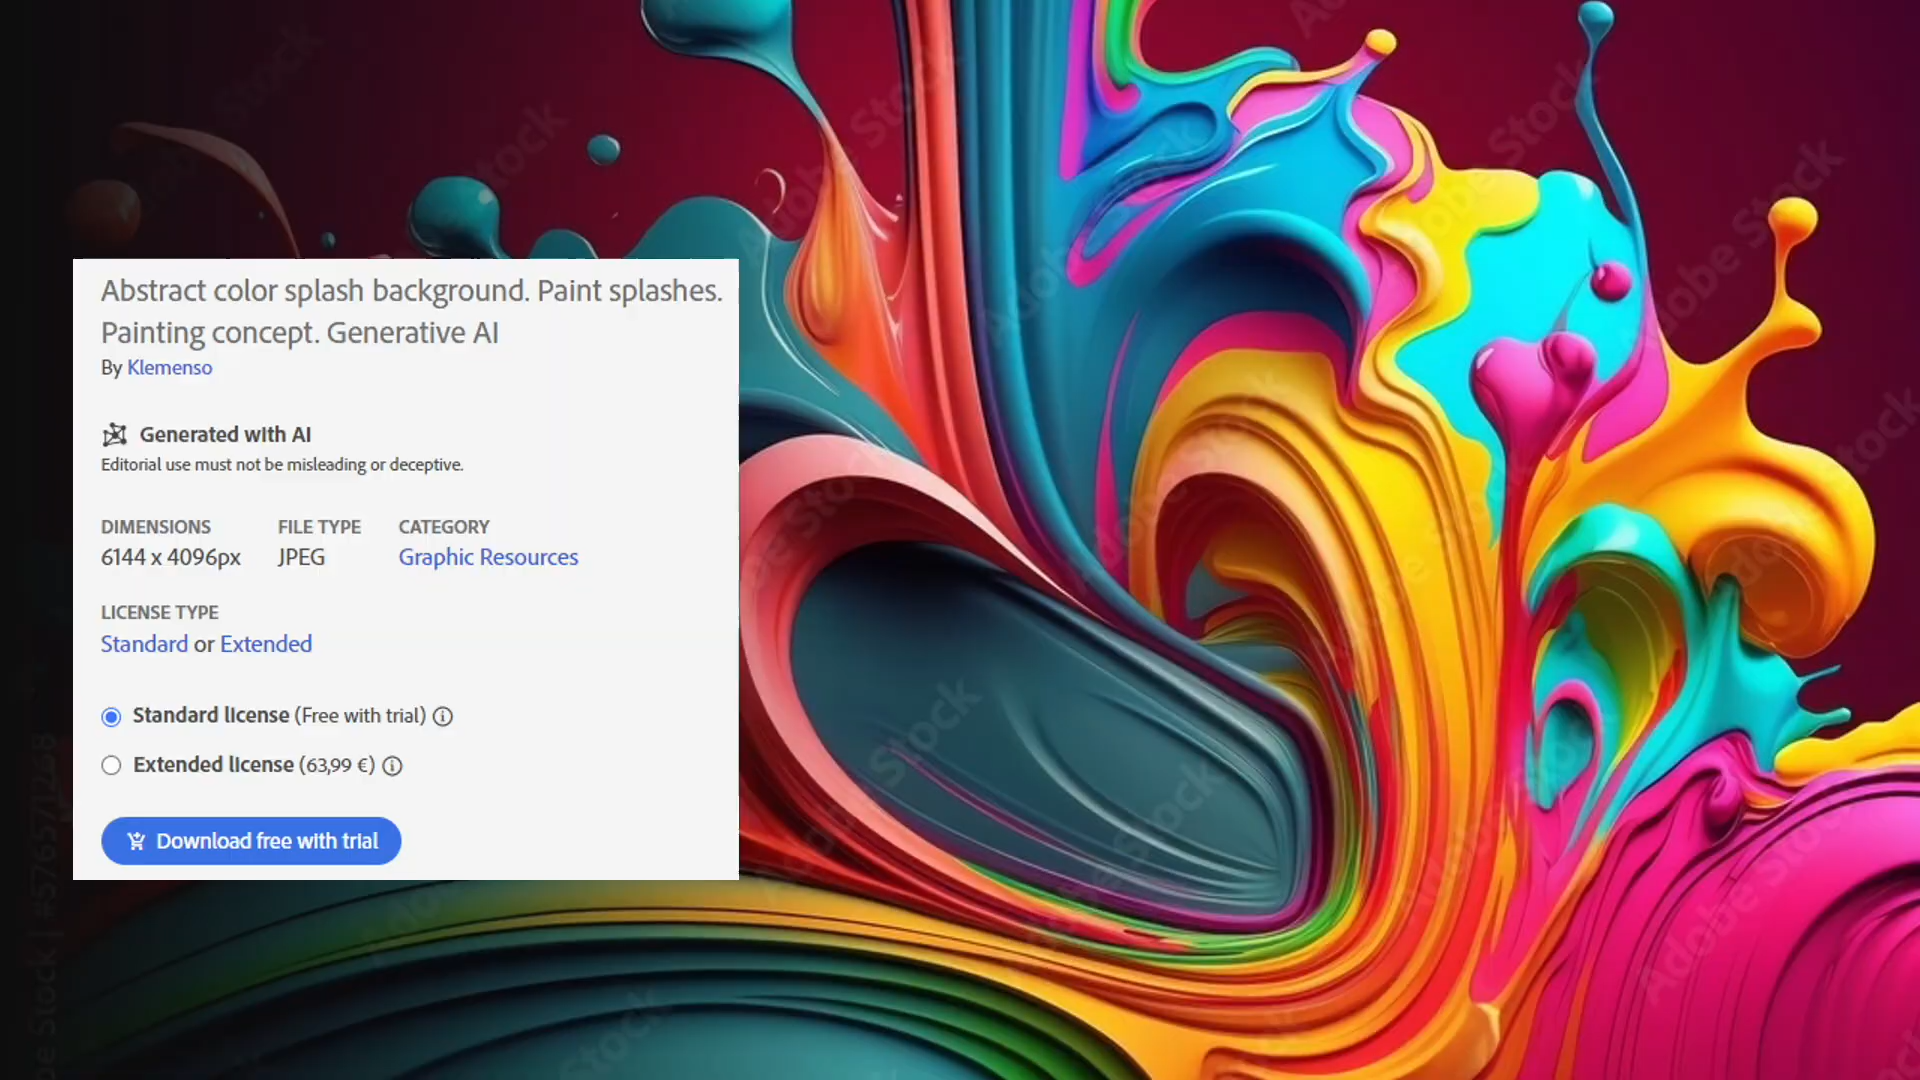 Abstract color splash background. Paint splashes.
Painting concept. Generative AI
By Klemenso
Generated with AI
Editorial use must not be misleading or deceptive.
DIMENSIONS FILE TYPE CATEGORY
6144 x 4096px JPEG Graphic Resources
LICENSE TYPE
Standard or Extended
Standard license (Free with trial)
Extended license (63,99 €)
Download free with trial
Adobe Stock